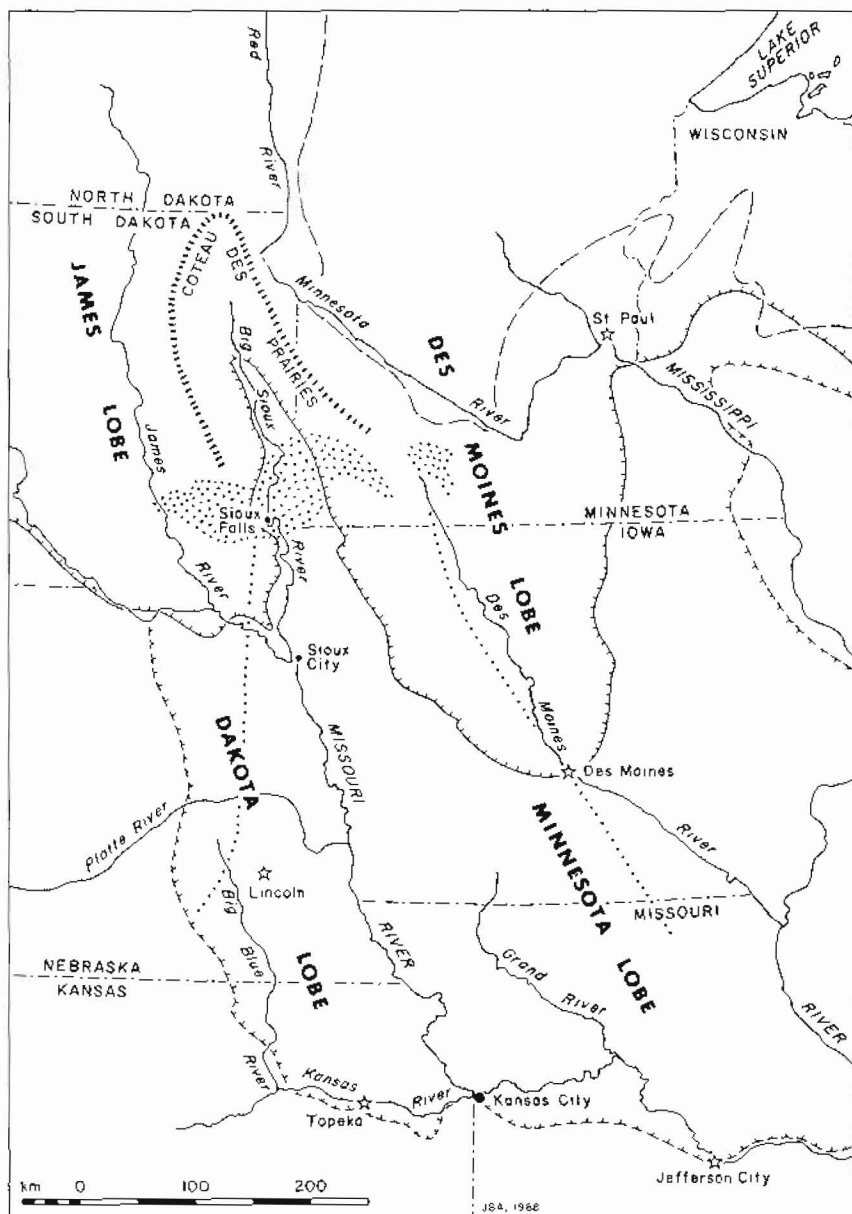 Red
River
LAKE
SUPERIOR
WISCONSIN
NORTH DAKOTA
SOUTH DAKOTA
COTEAU
DES
PRAIRIES
JAMES
LOBE
James
River
Big
Sioux
River
Minnesota
River
St Paul
MISSISSIPPI
DES
MOINES
LOBE
Sioux
Falls
MINNESOTA
IOWA
Des
Moines
River
Sioux
City
MISSOURI
RIVER
DAKOTA
LOBE
Des Moines
MINNESOTA
LOBE
Platte River
Lincoln
Big
Blue
River
MISSOURI
Grand
River
RIVER
NEBRASKA
KANSAS
Kansas
River
Topeka
Kansas City
Jefferson City
km 0 100 200
JSA, 1988